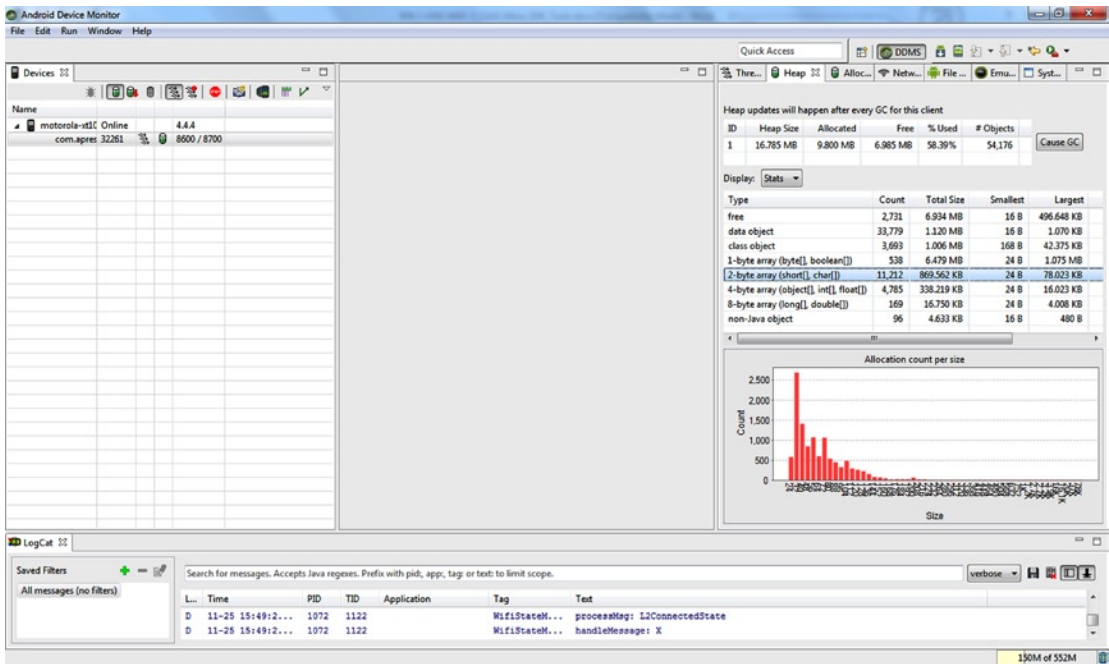 Android Device Monitor
File Edit Run Window Help
Quick Access
DDMS
Devices
Thre... Heap Alloc... Netw... File ... Emu... Syst...
Name
motorola-xt1( Online 4.4.4
com.apres 32261 8600 / 8700
Heap updates will happen after every GC for this client
ID Heap Size Allocated Free % Used # Objects
1 16.785 MB 9.800 MB 6.985 MB 58.39% 54,176
Cause GC
Display: Stats
Type Count Total Size Smallest Largest
free 2,731 6.934 MB 16 B 496.648 KB
data object 33,779 1.120 MB 16 B 1.070 KB
class object 3,693 1.006 MB 168 B 42.375 KB
1-byte array (byte[], boolean[]) 538 6.479 MB 24 B 1.075 MB
2-byte array (short[], char[]) 11,212 869.562 KB 24 B 78.023 KB
4-byte array (object[], int[], float[]) 4,785 338.219 KB 24 B 16.023 KB
8-byte array (long[], double[]) 169 16.750 KB 24 B 4.008 KB
non-Java object 96 4.633 KB 16 B 480 B
Allocation count per size
Count
2,500
2,000
1,500
1,000
500
0
Size
LogCat
Saved Filters
All messages (no filters)
Search for messages. Accepts Java regexes. Prefix with pid:, app:, tag: or text: to limit scope.
verbose
L... Time PID TID Application Tag Text
D 11-25 15:49:2... 1072 1122 WifiStateM... processMsg: L2ConnectedState
D 11-25 15:49:2... 1072 1122 WifiStateM... handleMessage: X
150M of 552M